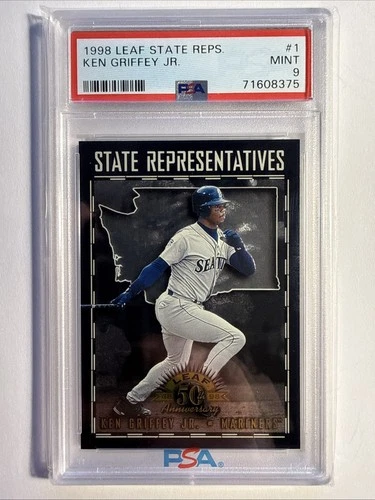 1998 LEAF STATE REPS. #1
KEN GRIFFEY JR. MINT
9
PSA 71608375
STATE REPRESENTATIVES
SEATTLE
LEAF
50th
Anniversary
KEN GRIFFEY JR. • MARINERS
PSA